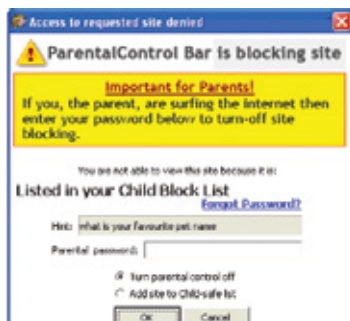 Access to requested site denied
ParentalControl Bar is blocking site
Important for Parents!
If you, the parent, are surfing the internet then
enter your password below to turn-off site
blocking.
You are not able to view this site because it is:
Listed in your Child Block List
Forgot Password?
Hint: what is your favourite pet name
Parental password:
Turn parental control off
Add site to Child-safe list
OK Cancel